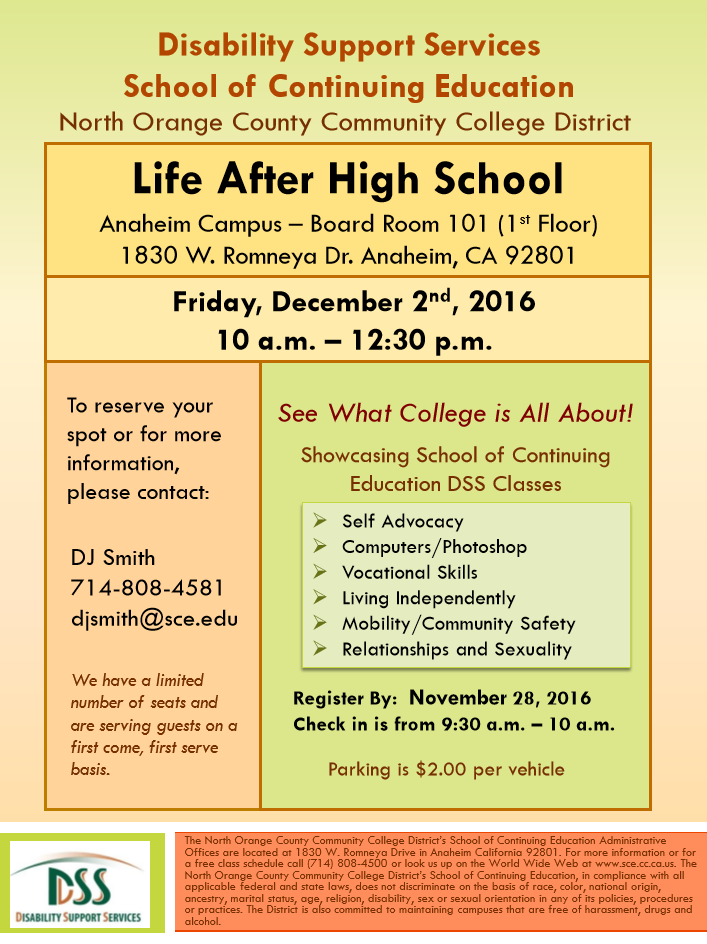 Disability Support Services
School of Continuing Education
North Orange County Community College District
Life After High School
Anaheim Campus – Board Room 101 (1st Floor)
1830 W. Romneya Dr. Anaheim, CA 92801
Friday, December 2nd, 2016
10 a.m. – 12:30 p.m.
To reserve your
spot or for more
information,
please contact:
DJ Smith
714-808-4581
djsmith@sce.edu
We have a limited
number of seats and
are serving guests on a
first come, first serve
basis.
See What College is All About!
Showcasing School of Continuing
Education DSS Classes
Self Advocacy
Computers/Photoshop
Vocational Skills
Living Independently
Mobility/Community Safety
Relationships and Sexuality
Register By: November 28, 2016
Check in is from 9:30 a.m. – 10 a.m.
Parking is $2.00 per vehicle
DSS
DISABILITY SUPPORT SERVICES
The North Orange County Community College District's School of Continuing Education Administrative
Offices are located at 1830 W. Romneya Drive in Anaheim California 92801. For more information or for
a free class schedule call (714) 808-4500 or look us up on the World Wide Web at www.sce.cc.ca.us. The
North Orange County Community College District's School of Continuing Education, in compliance with all
applicable federal and state laws, does not discriminate on the basis of race, color, national origin,
ancestry, marital status, age, religion, disability, sex or sexual orientation in any of its policies, procedures
or practices. The District is also committed to maintaining campuses that are free of harassment, drugs and
alcohol.